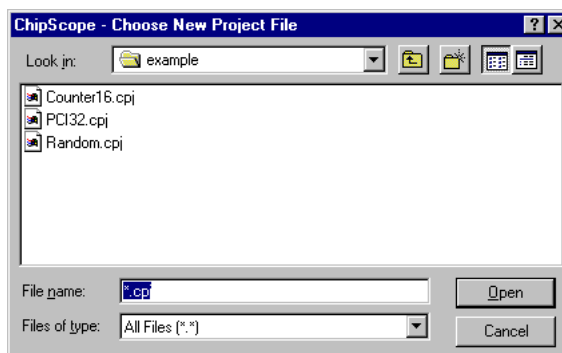 ChipScope - Choose New Project File
Look in: example
Counter16.cpj
PCI32.cpj
Random.cpj
File name: *.cpj
Open
Files of type: All Files (*.*)
Cancel